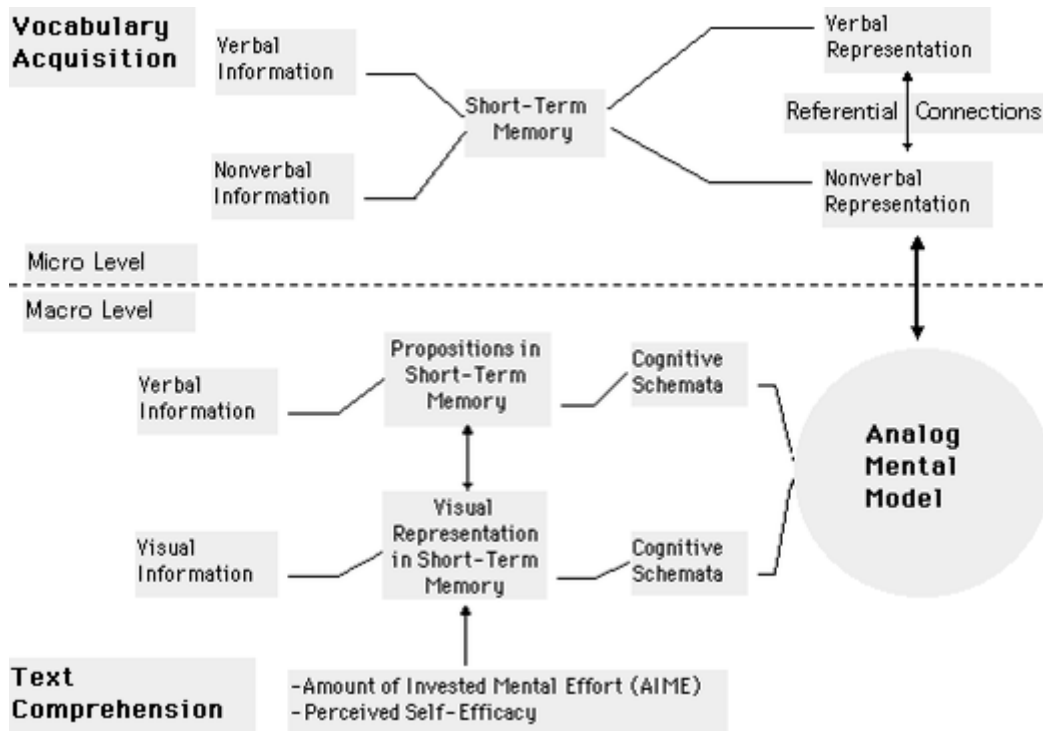 Vocabulary
Acquisition
Verbal
Information
Short-Term
Memory
Verbal
Representation
Referential
Connections
Nonverbal
Information
Nonverbal
Representation
Micro Level
Macro Level
Verbal
Information
Propositions in
Short-Term
Memory
Cognitive
Schemata
Analog
Mental
Model
Visual
Information
Visual
Representation
in Short-Term
Memory
Cognitive
Schemata
Text
Comprehension
-Amount of Invested Mental Effort (AIME)
-Perceived Self-Efficacy